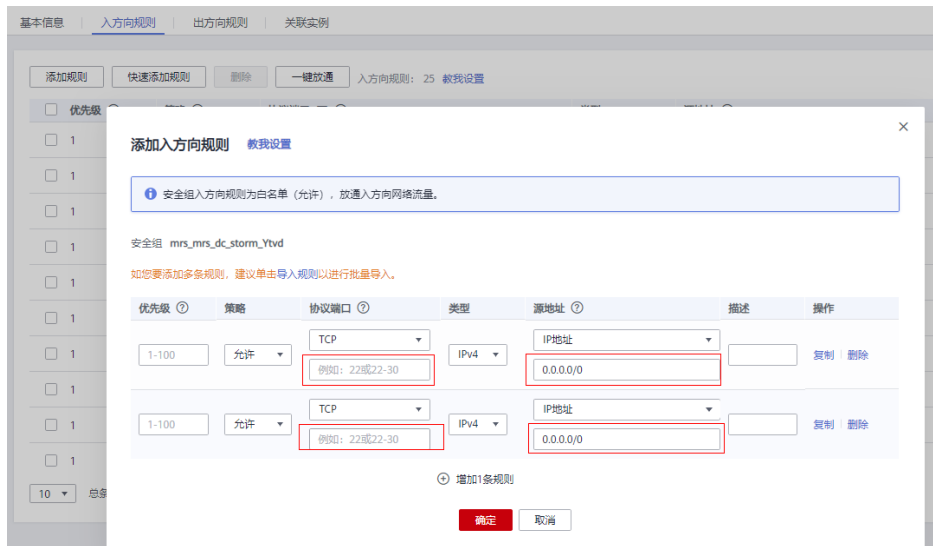 基本信息 入方向规则 出方向规则 关联实例
添加规则 快速添加规则 删除 一键放通 入方向规则: 25 教我设置
优先级
1
添加入方向规则 教我设置
1
安全组入方向规则为白名单（允许），放通入方向网络流量。
1
安全组 mrs_mrs_dc_storm_Ytvd
1
如您要添加多条规则，建议单击导入规则以进行批量导入。
1
优先级 策略 协议端口 类型 源地址 描述 操作
1
TCP IP地址
1 1-100 允许 例如: 22或22-30 IPv4 0.0.0.0/0 复制 删除
1
TCP IP地址
1 1-100 允许 例如: 22或22-30 IPv4 0.0.0.0/0 复制 删除
1
增加1条规则
10
确定 取消